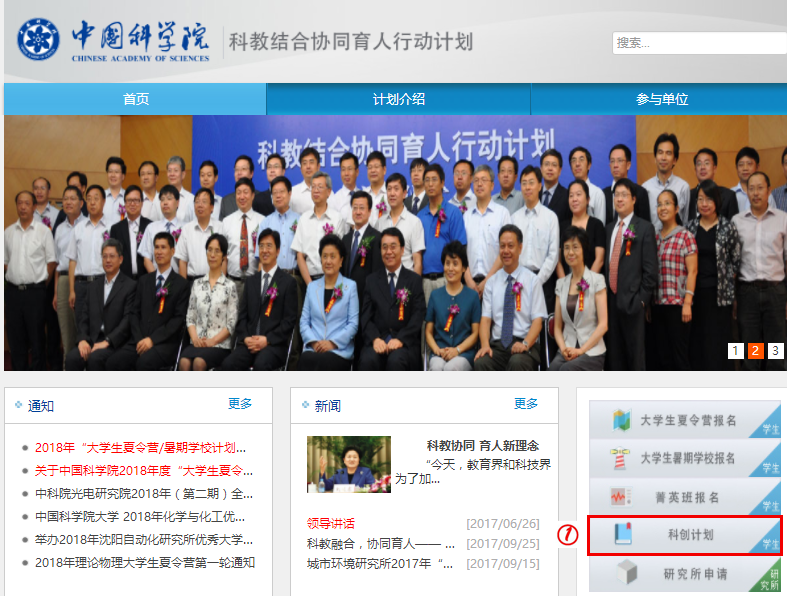 中国科学院
CHINESE ACADEMY OF SCIENCES
科教结合协同育人行动计划
搜索...
首页
计划介绍
参与单位
科教结合协同育人行动计划
1 2 3
通知
更多
2018年“大学生夏令营/暑期学校计划...
关于中国科学院2018年度“大学生夏令...
中科院光电研究院2018年（第二期）全...
中国科学院大学 2018年化学与化工优...
举办2018年沈阳自动化研究所优秀大学...
2018年理论物理大学生夏令营第一轮通知
新闻
更多
科教协同 育人新理念
“今天，教育界和科技界
为了加...
领导讲话 [2017/06/26]
科教融合，协同育人—— ... [2017/09/25]
城市环境研究所2017年“... [2017/09/15]
大学生夏令营报名
学生
大学生暑期学校报名
学生
菁英班报名
学生
①
科创计划
学生
研究所申请
研究所